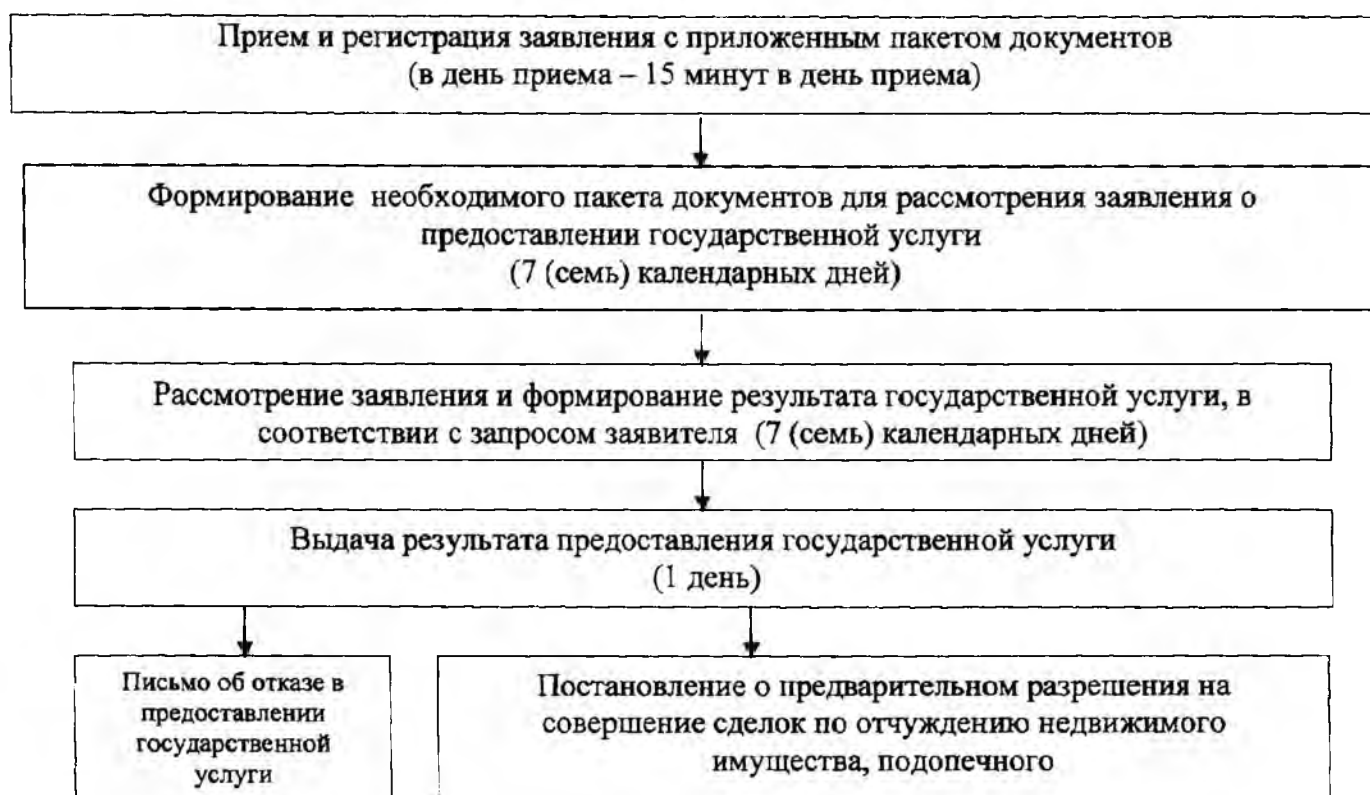 Прием и регистрация заявления с приложенным пакетом документов
(в день приема – 15 минут в день приема)
Формирование необходимого пакета документов для рассмотрения заявления о
предоставлении государственной услуги
(7 (семь) календарных дней)
Рассмотрение заявления и формирование результата государственной услуги, в
соответствии с запросом заявителя (7 (семь) календарных дней)
Выдача результата предоставления государственной услуги
(1 день)
Письмо об отказе в
предоставлении
государственной
услуги
Постановление о предварительном разрешения на
совершение сделок по отчуждению недвижимого
имущества, подопечного